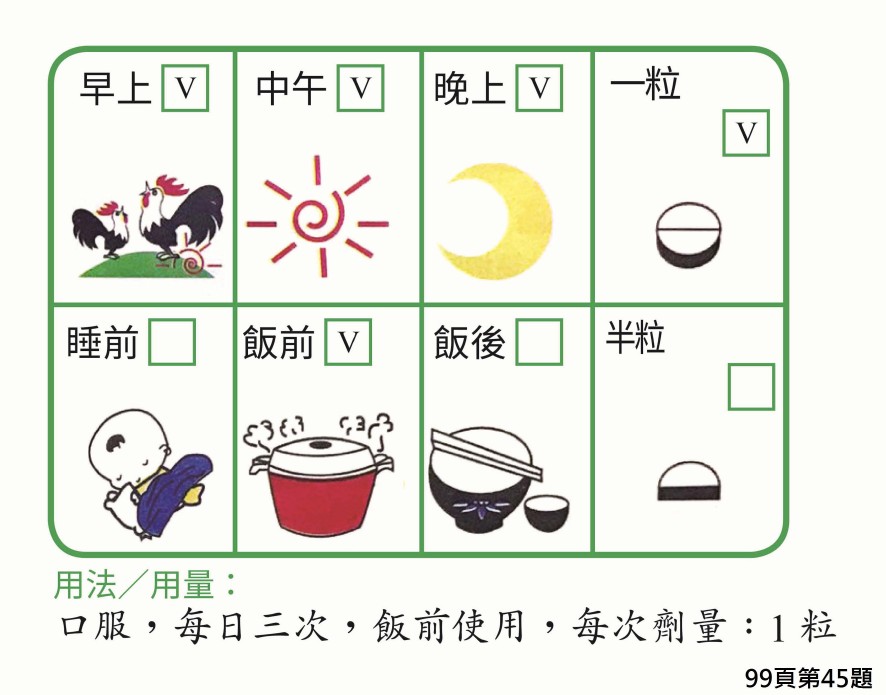 早上 V 中午 V 晚上 V 一粒 V
睡前 飯前 V 飯後 半粒
用法／用量：
口服，每日三次，飯前使用，每次劑量：1 粒
99頁第45題